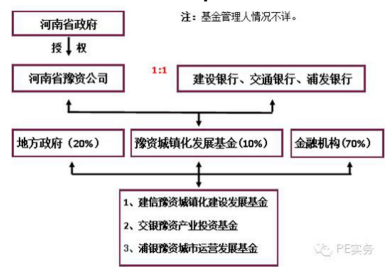 注：基金管理人情况不详。
河南省政府
授 权
河南省豫资公司
1:1
建设银行、交通银行、浦发银行
地方政府（20%）
豫资城镇化发展基金(10%)
金融机构(70%)
1、建信豫资城镇化建设发展基金
2、交银豫资产业投资基金
3、浦银豫资城市运营发展基金
PE实务